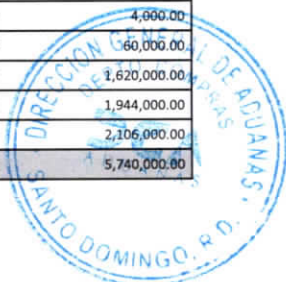 4,000.00
60,000.00
1,620,000.00
1,944,000.00
2,106,000.00
5,740,000.00
DIRECCION GENERAL DE ADUANAS,
DEPTO COMPRAS
SANTO DOMINGO, R.D.